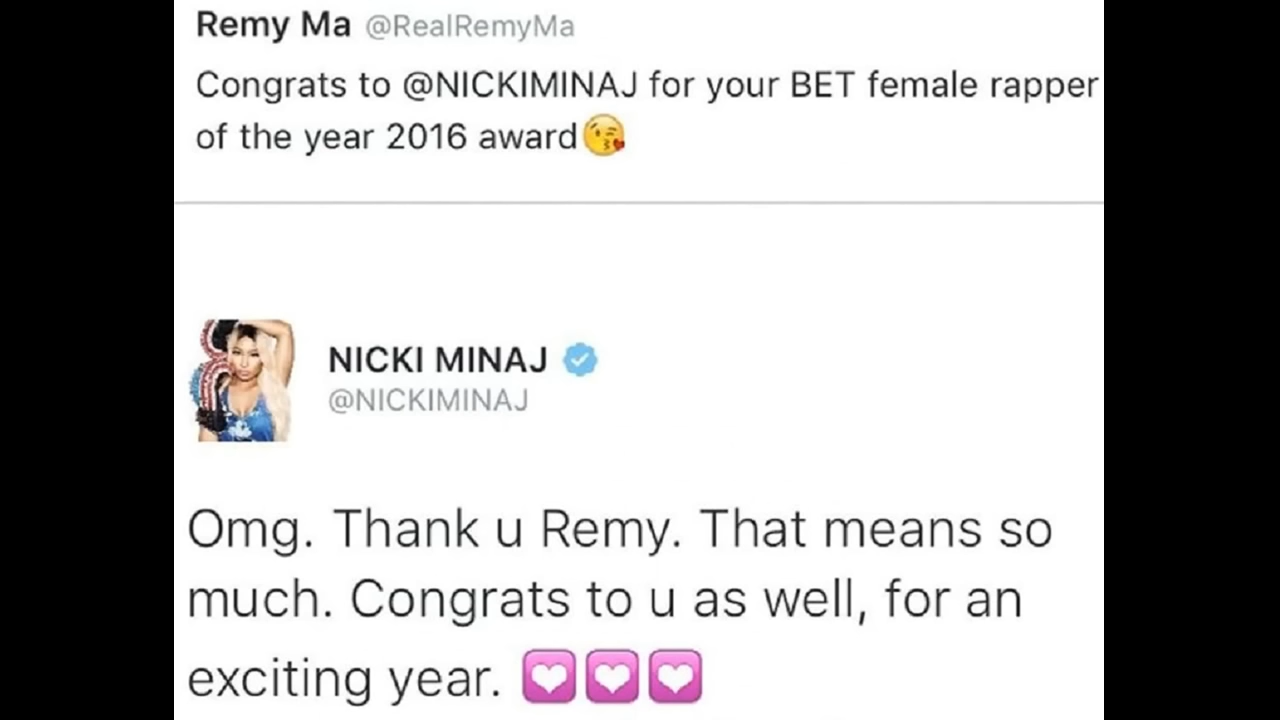 Remy Ma @RealRemyMa
Congrats to @NICKIMINAJ for your BET female rapper
of the year 2016 award😘
NICKI MINAJ
@NICKIMINAJ
Omg. Thank u Remy. That means so
much. Congrats to u as well, for an
exciting year. 💟💟💟